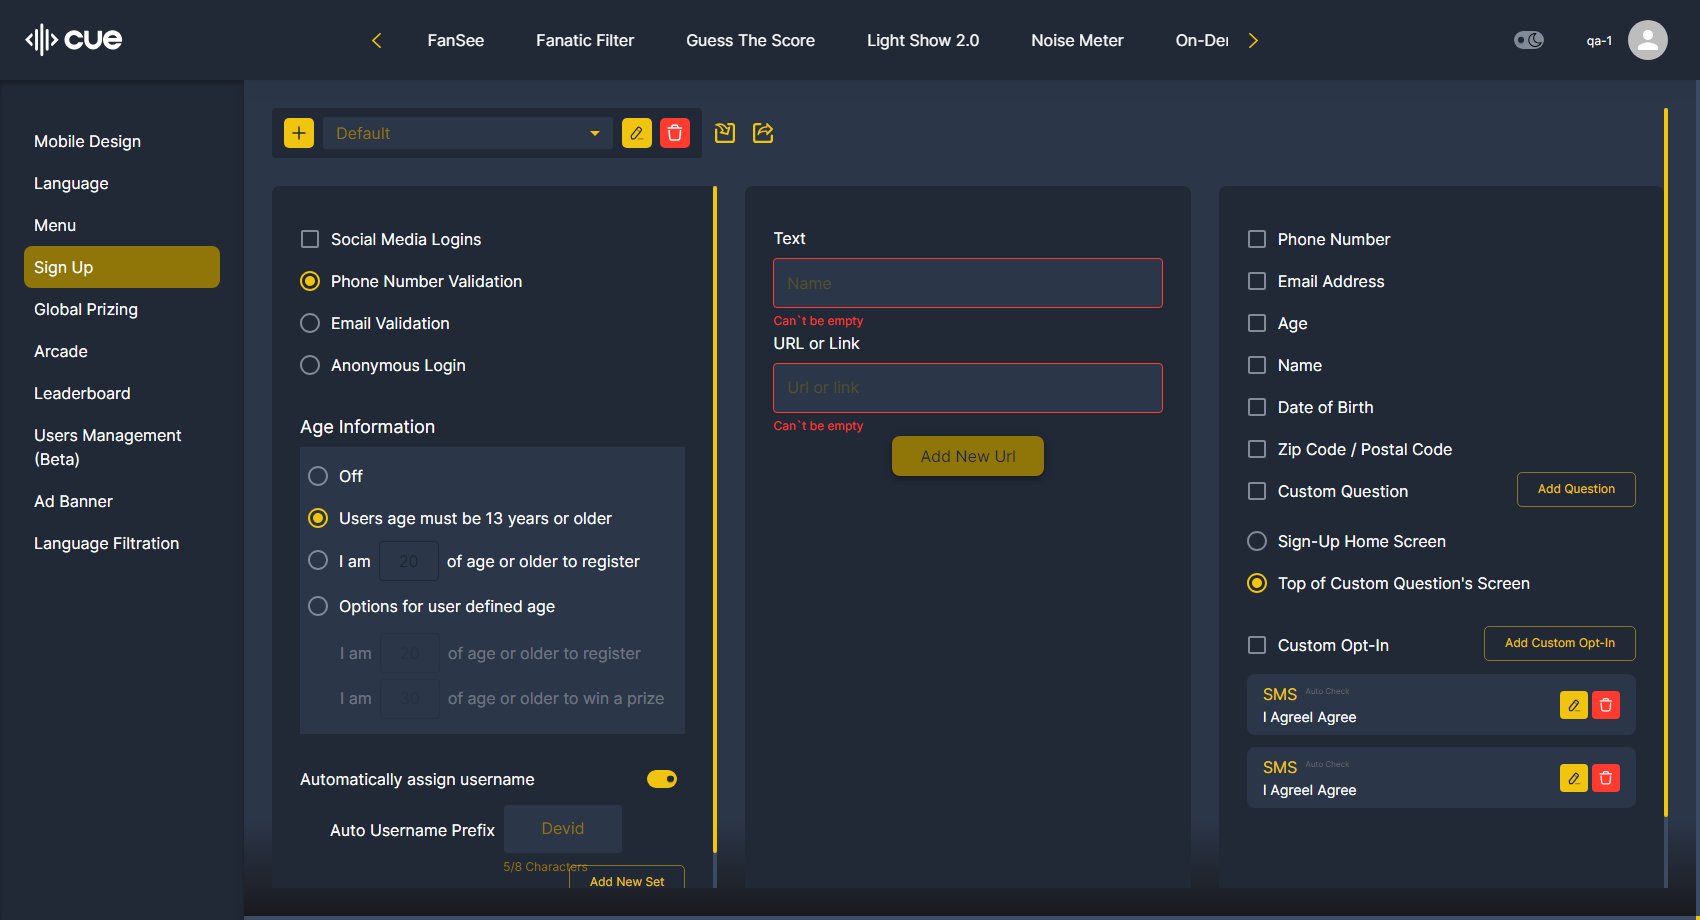 cue
FanSee
Fanatic Filter
Guess The Score
Light Show 2.0
Noise Meter
On-De
qa-1
Mobile Design
Language
Menu
Sign Up
Global Prizing
Arcade
Leaderboard
Users Management
(Beta)
Ad Banner
Language Filtration
Default
Social Media Logins
Phone Number Validation
Email Validation
Anonymous Login
Age Information
Off
Users age must be 13 years or older
I am 20 of age or older to register
Options for user defined age
I am 20 of age or older to register
I am 30 of age or older to win a prize
Automatically assign username
Auto Username Prefix Devid
5/8 Characters
Add New Set
Text
Name
Can`t be empty
URL or Link
Url or link
Can`t be empty
Add New Url
Phone Number
Email Address
Age
Name
Date of Birth
Zip Code / Postal Code
Custom Question
Add Question
Sign-Up Home Screen
Top of Custom Question's Screen
Custom Opt-In
Add Custom Opt-In
SMS Auto Check
I AgreeI Agree
SMS Auto Check
I AgreeI Agree